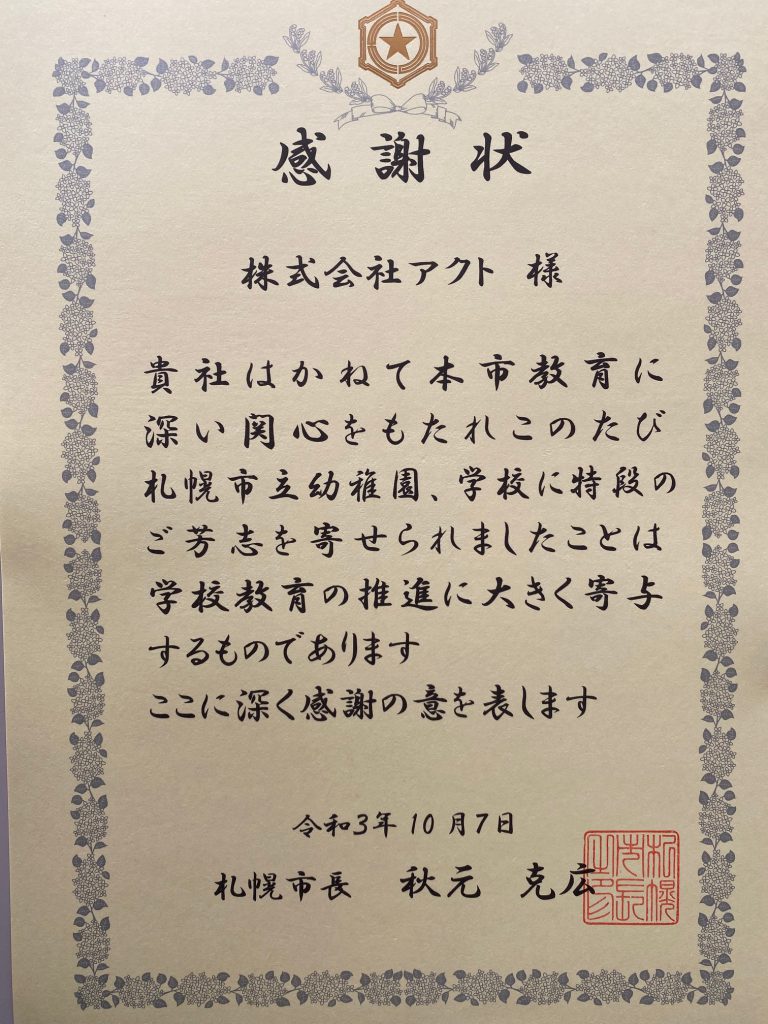 感謝状
株式会社アクト 様
貴社はかねて本市教育に
深い関心をもたれこのたび
札幌市立幼稚園、学校に特段の
ご芳志を寄せられましたことは
学校教育の推進に大きく寄与
するものであります
ここに深く感謝の意を表します
令和3年10月7日
札幌市長 秋元 克広
札幌市長之印